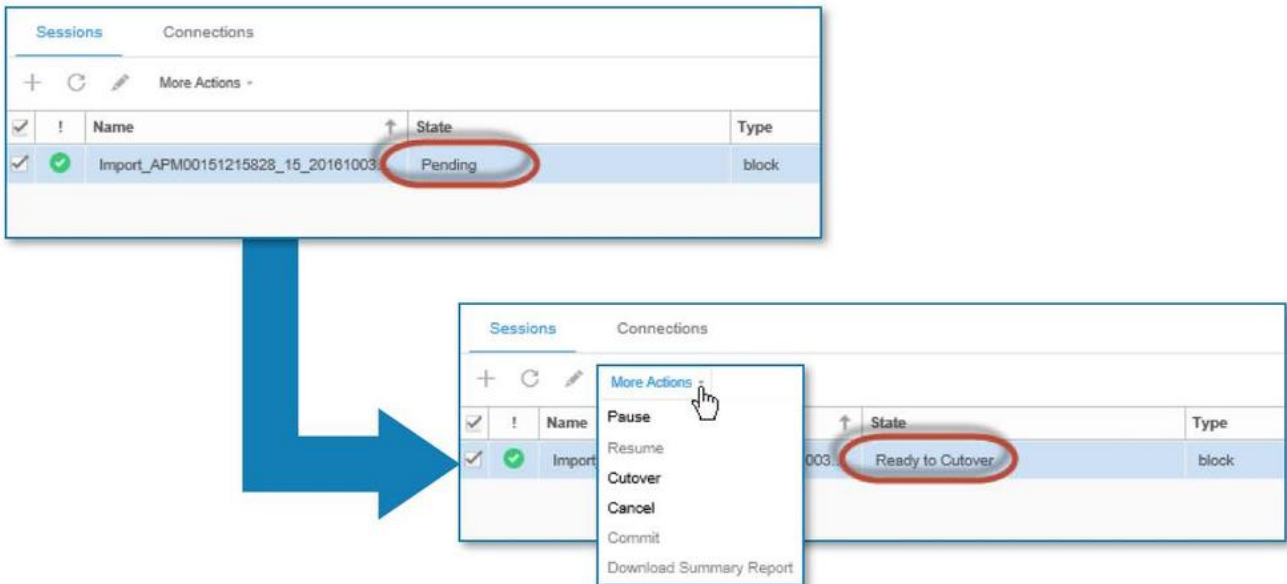 Sessions Connections
More Actions
! Name State Type
Import_APM00151215828_15_20161003... Pending block
Sessions Connections
More Actions
! Name State Type
Import 003... Ready to Cutover block
Pause
Resume
Cutover
Cancel
Commit
Download Summary Report